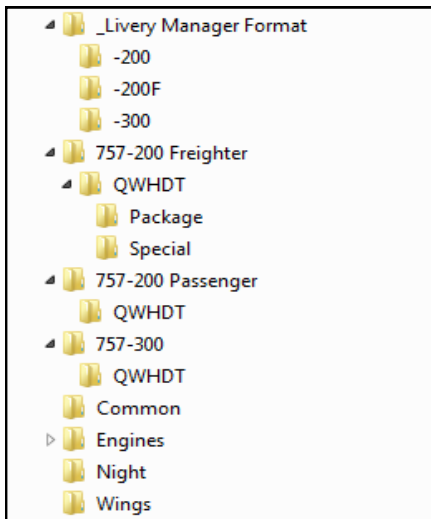 _Livery Manager Format
-200
-200F
-300
757-200 Freighter
QWHDT
Package
Special
757-200 Passenger
QWHDT
757-300
QWHDT
Common
Engines
Night
Wings